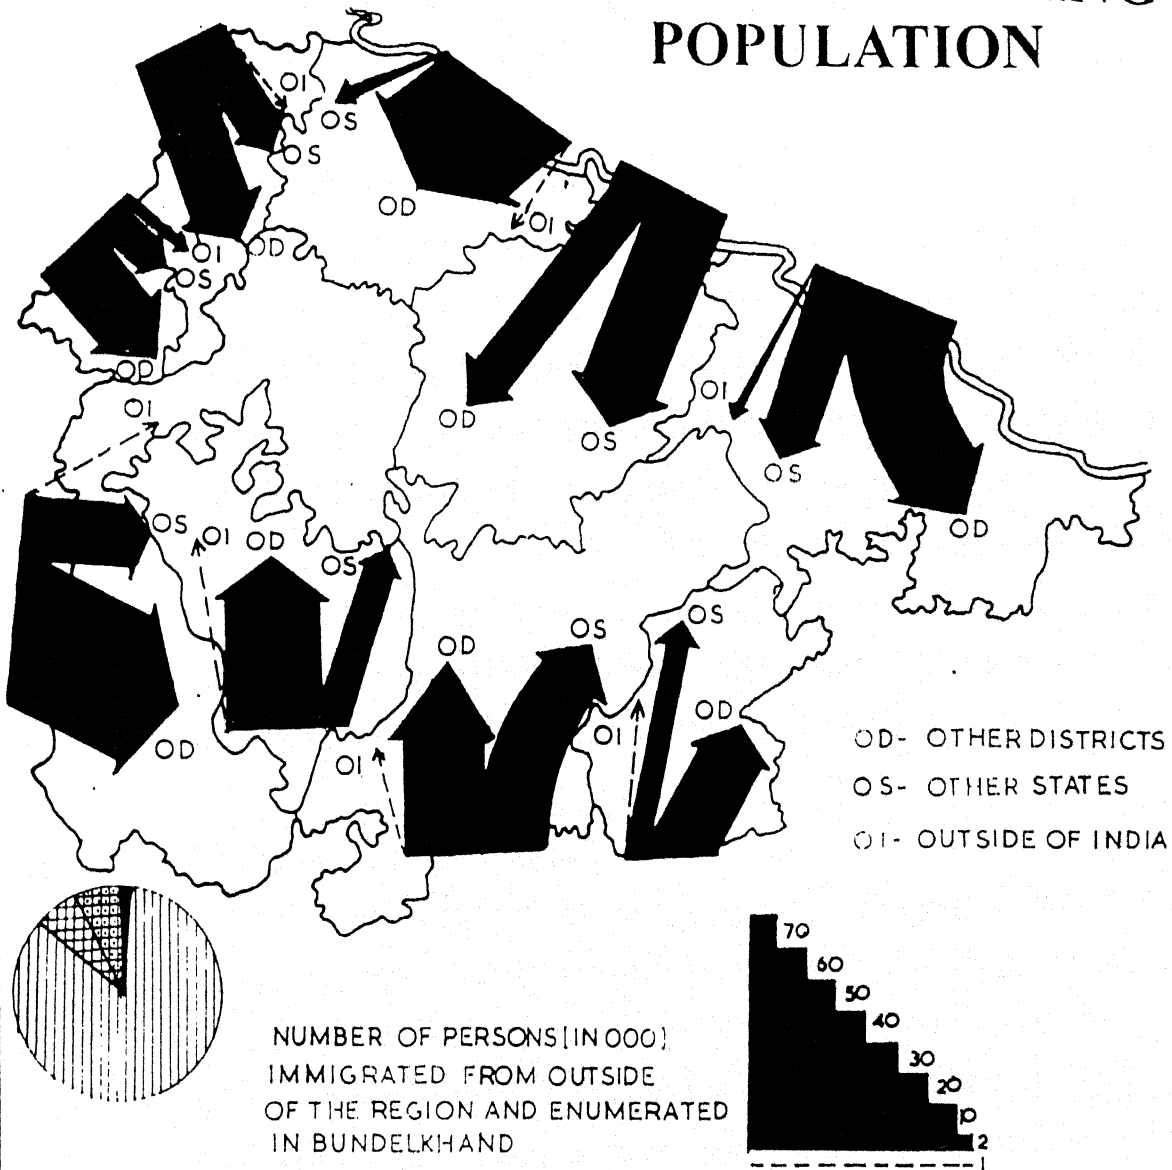 POPULATION
OI
OS
OS
OD
OI
OI
OD
OS
OD
OI
OD
OS
OI
OS
OD
OS
OI
OD
OS
OD
OS
OS
OD
OI
OD
OI
OD- OTHER DISTRICTS
OS- OTHER STATES
OI- OUTSIDE OF INDIA
NUMBER OF PERSONS [IN 000]
IMMIGRATED FROM OUTSIDE
OF THE REGION AND ENUMERATED
IN BUNDELKHAND
70
60
50
40
30
20
10
2
1